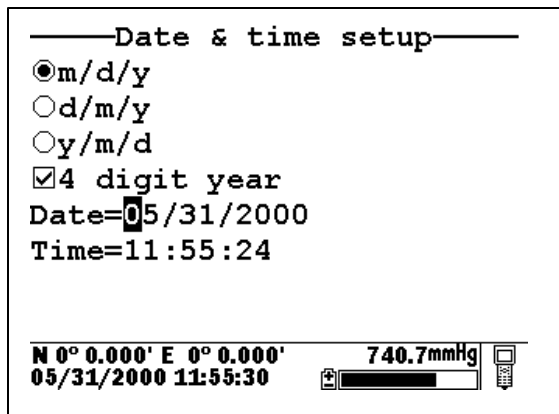 Date & time setup
m/d/y
d/m/y
y/m/d
4 digit year
Date=05/31/2000
Time=11:55:24
N 0° 0.000' E 0° 0.000' 740.7mmHg
05/31/2000 11:55:30